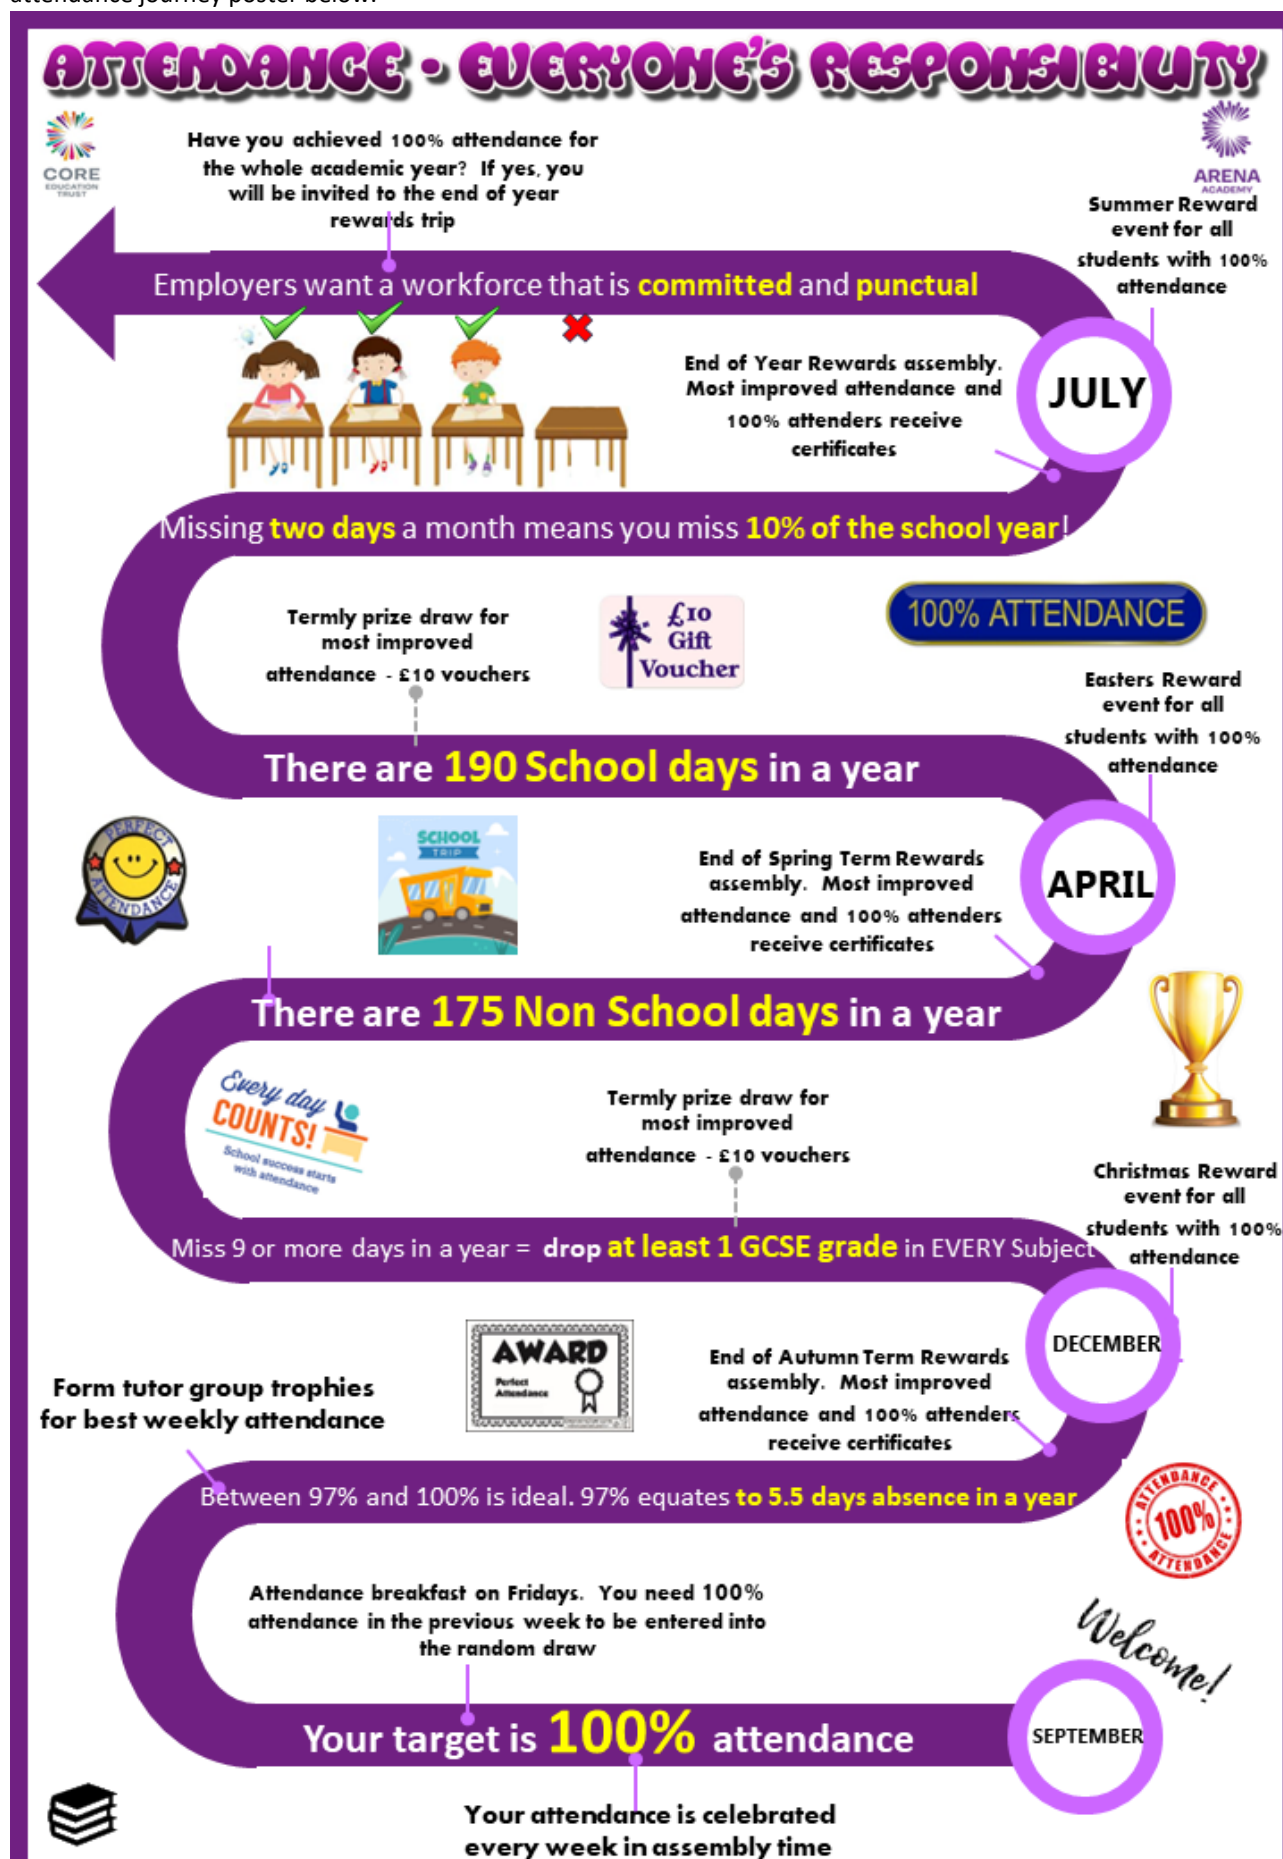 attendance journey poster below.
ATTENDANCE - EVERYONE'S RESPONSIBILITY
CORE
EDUCATION
TRUST
ARENA
ACADEMY
Have you achieved 100% attendance for
the whole academic year? If yes, you
will be invited to the end of year
rewards trip
Summer Reward
event for all
students with 100%
attendance
Employers want a workforce that is committed and punctual
JULY
End of Year Rewards assembly.
Most improved attendance and
100% attenders receive
certificates
Missing two days a month means you miss 10% of the school year!
Termly prize draw for
most improved
attendance - £10 vouchers
£10
Gift
Voucher
100% ATTENDANCE
Easters Reward
event for all
students with 100%
attendance
There are 190 School days in a year
PERFECT
ATTENDANCE
SCHOOL
TRIP
End of Spring Term Rewards
assembly. Most improved
attendance and 100% attenders
receive certificates
APRIL
There are 175 Non School days in a year
Every day
COUNTS!
School success starts
with attendance
Termly prize draw for
most improved
attendance - £10 vouchers
Christmas Reward
event for all
students with 100%
attendance
Miss 9 or more days in a year = drop at least 1 GCSE grade in EVERY Subject
DECEMBER
AWARD
Perfect
Attendance
End of Autumn Term Rewards
assembly. Most improved
attendance and 100% attenders
receive certificates
Form tutor group trophies
for best weekly attendance
Between 97% and 100% is ideal. 97% equates to 5.5 days absence in a year
ATTENDANCE
100%
ATTENDANCE
Attendance breakfast on Fridays. You need 100%
attendance in the previous week to be entered into
the random draw
Welcome!
Your target is 100% attendance
SEPTEMBER
Your attendance is celebrated
every week in assembly time